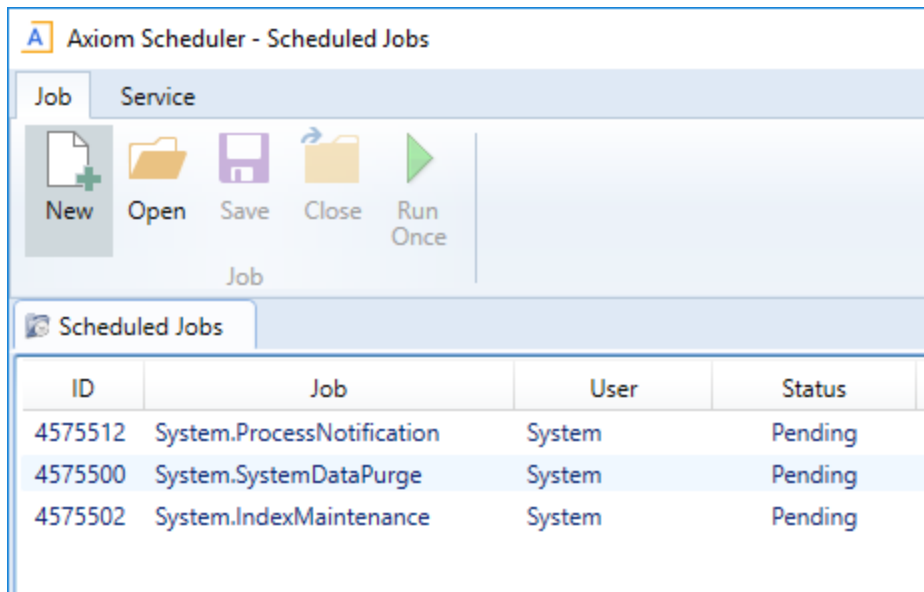 A Axiom Scheduler - Scheduled Jobs
Job Service
New Open Save Close Run Once
Job
Scheduled Jobs
ID Job User Status
4575512 System.ProcessNotification System Pending
4575500 System.SystemDataPurge System Pending
4575502 System.IndexMaintenance System Pending